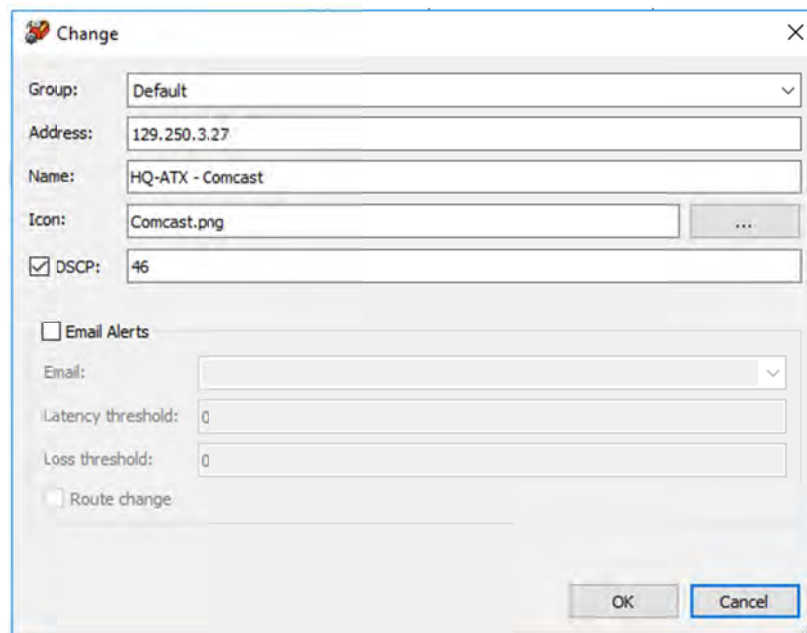 Change
Group: Default
Address: 129.250.3.27
Name: HQ-ATX - Comcast
Icon: Comcast.png ...
DSCP: 46
Email Alerts
Email:
Latency threshold: 0
Loss threshold: 0
Route change
OK Cancel